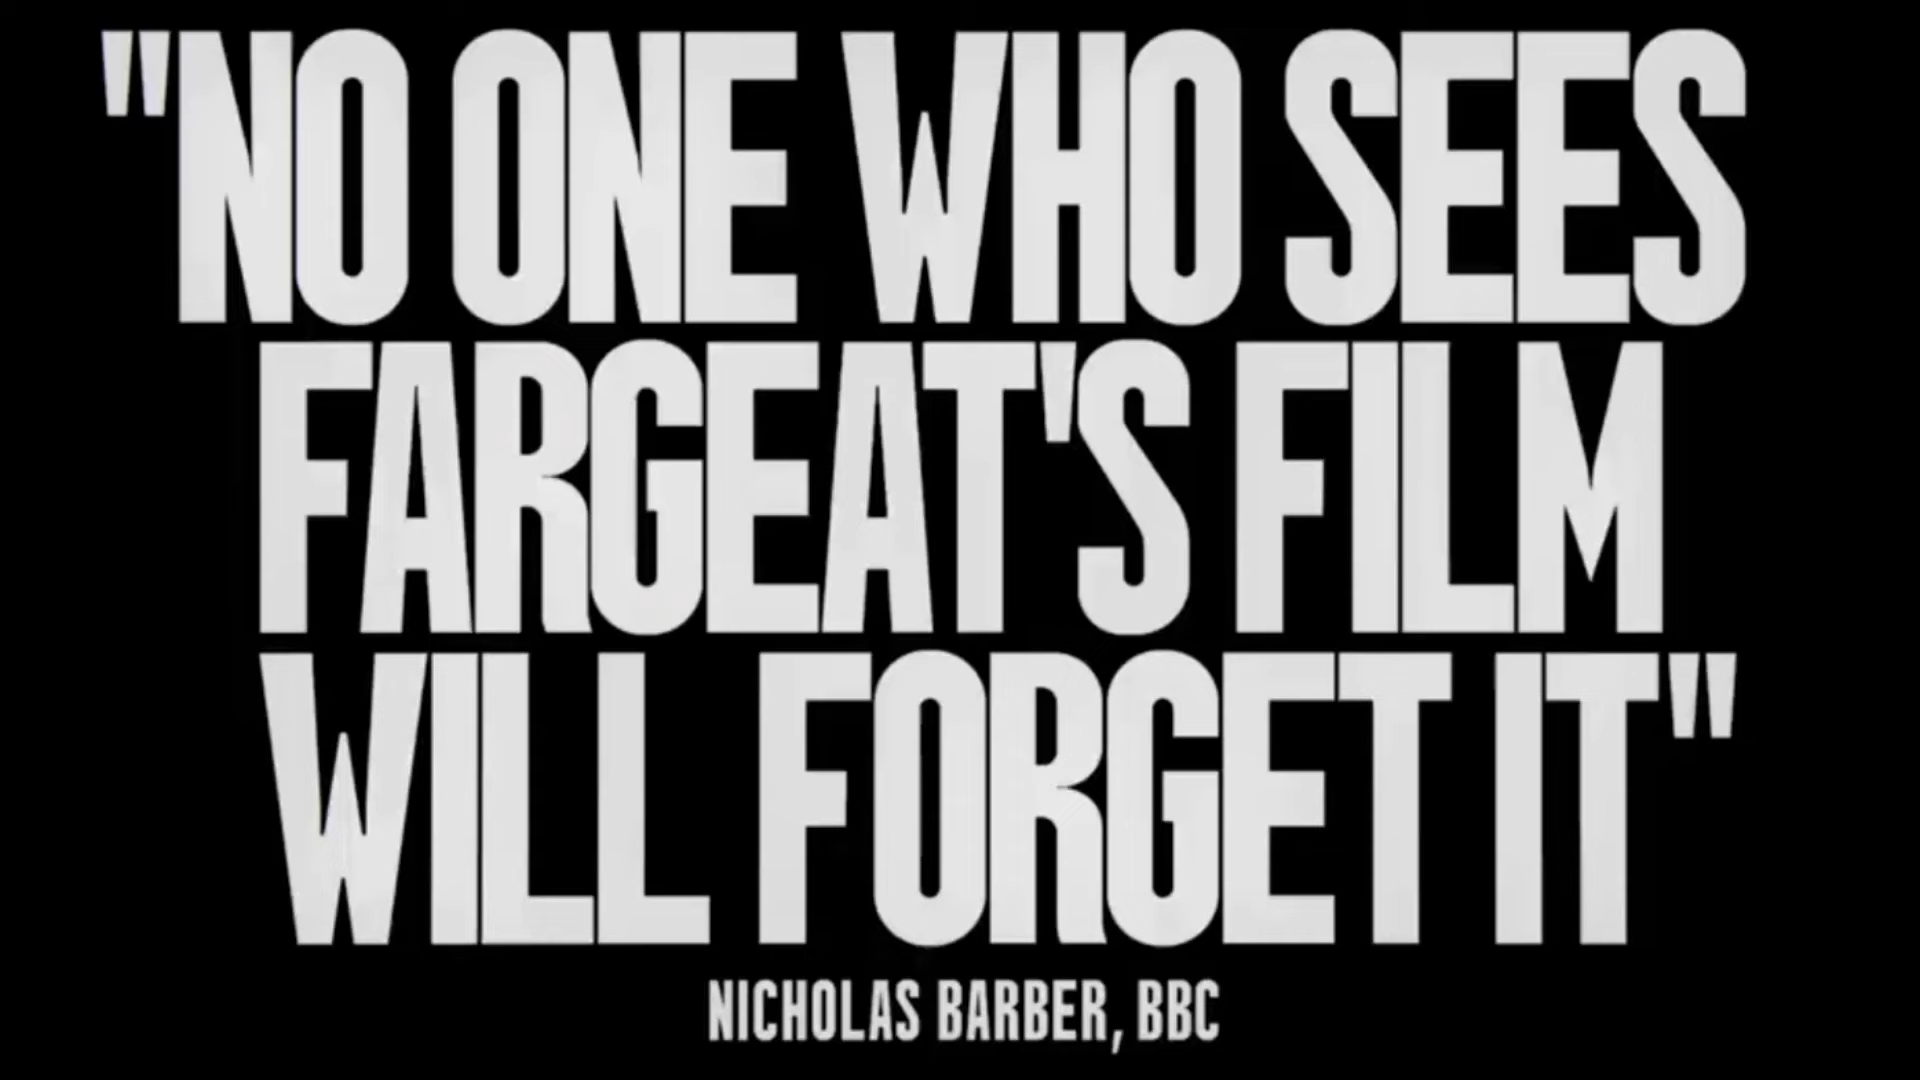 "NO ONE WHO SEES
FARGEAT'S FILM
WILL FORGET IT"
NICHOLAS BARBER, BBC